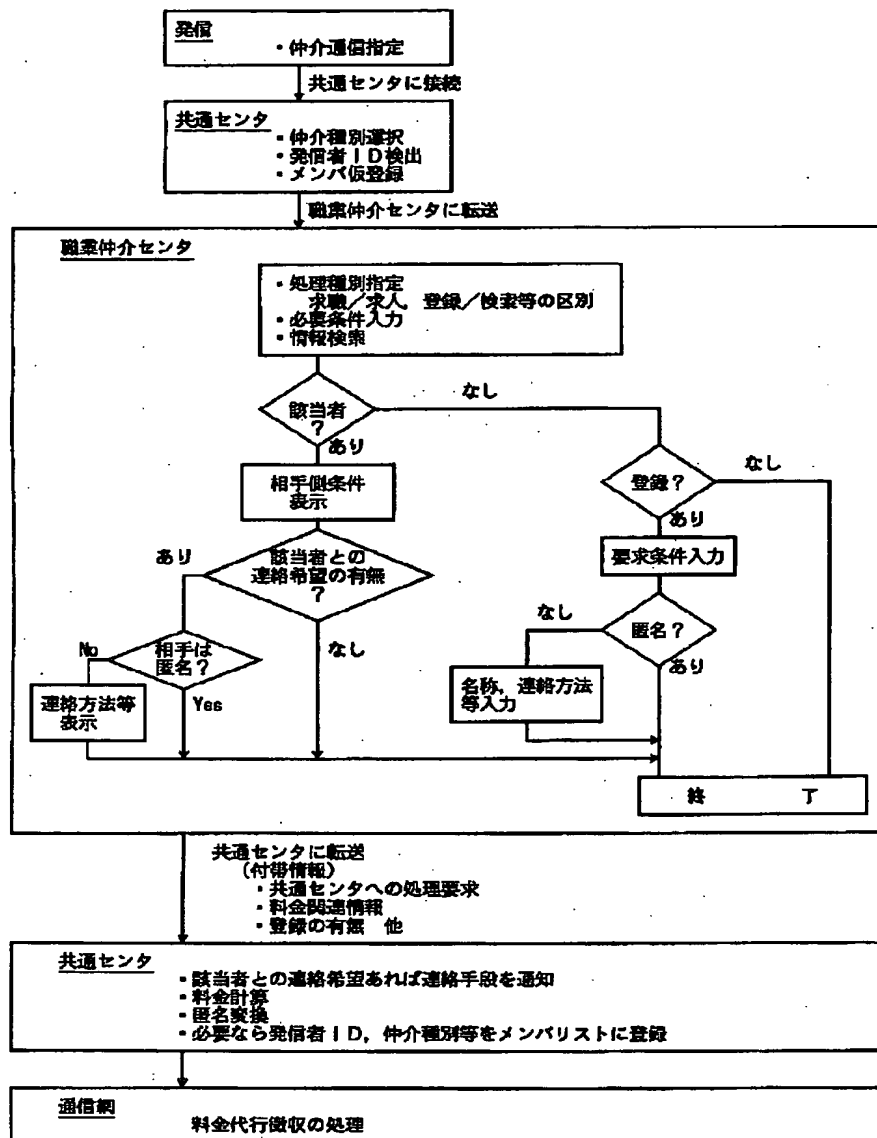 発信
・仲介通信指定
共通センタに接続
共通センタ
・仲介種別選択
・発信者ID検出
・メンバ仮登録
職業仲介センタに転送
職業仲介センタ
・処理種別指定
求職/求人，登録/検索等の区別
・必要条件入力
・情報検索
該当者
?
なし
あり
相手側条件
表示
登録?
なし
あり
要求条件入力
あり
該当者との
連絡希望の有無
?
なし
匿名?
なし
あり
No
相手は
匿名?
Yes
連絡方法等
表示
名称，連絡方法
等入力
終 了
共通センタに転送
(付帯情報)
・共通センタへの処理要求
・料金関連情報
・登録の有無 他
共通センタ
・該当者との連絡希望あれば連絡手段を通知
・料金計算
・匿名変換
・必要なら発信者ID，仲介種別等をメンバリストに登録
通信網
料金代行徴収の処理